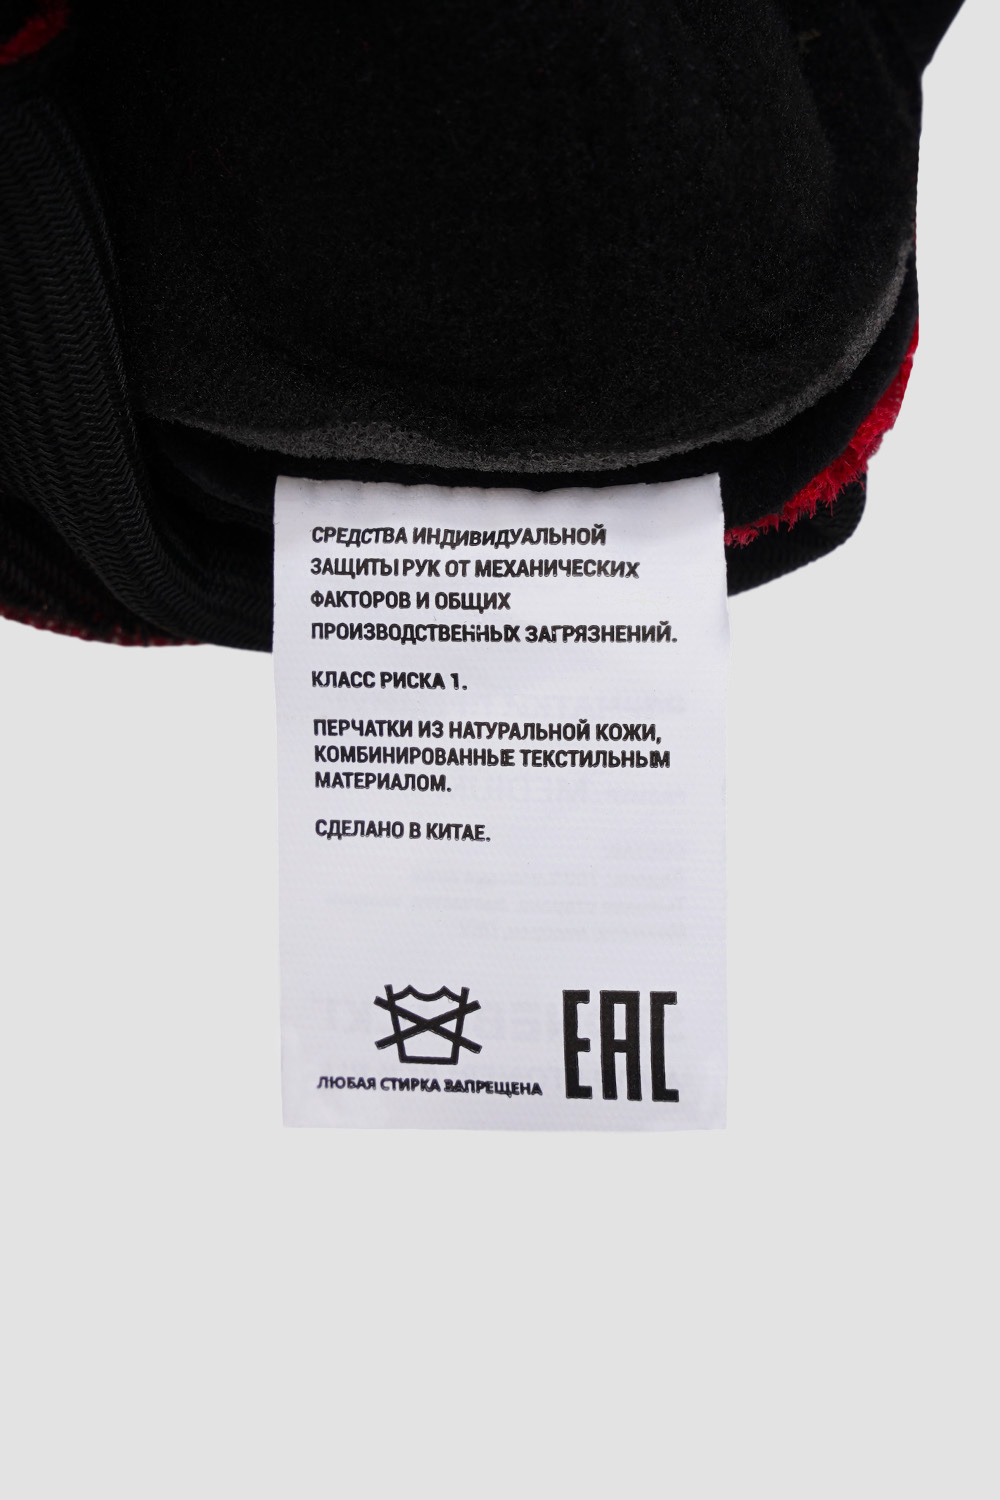 СРЕДСТВА ИНДИВИДУАЛЬНОЙ
ЗАЩИТЫ РУК ОТ МЕХАНИЧЕСКИХ
ФАКТОРОВ И ОБЩИХ
ПРОИЗВОДСТВЕННЫХ ЗАГРЯЗНЕНИЙ.
КЛАСС РИСКА 1.
ПЕРЧАТКИ ИЗ НАТУРАЛЬНОЙ КОЖИ,
КОМБИНИРОВАННЫЕ ТЕКСТИЛЬНЫМ
МАТЕРИАЛОМ.
СДЕЛАНО В КИТАЕ.
ЛЮБАЯ СТИРКА ЗАПРЕЩЕНА
EAC